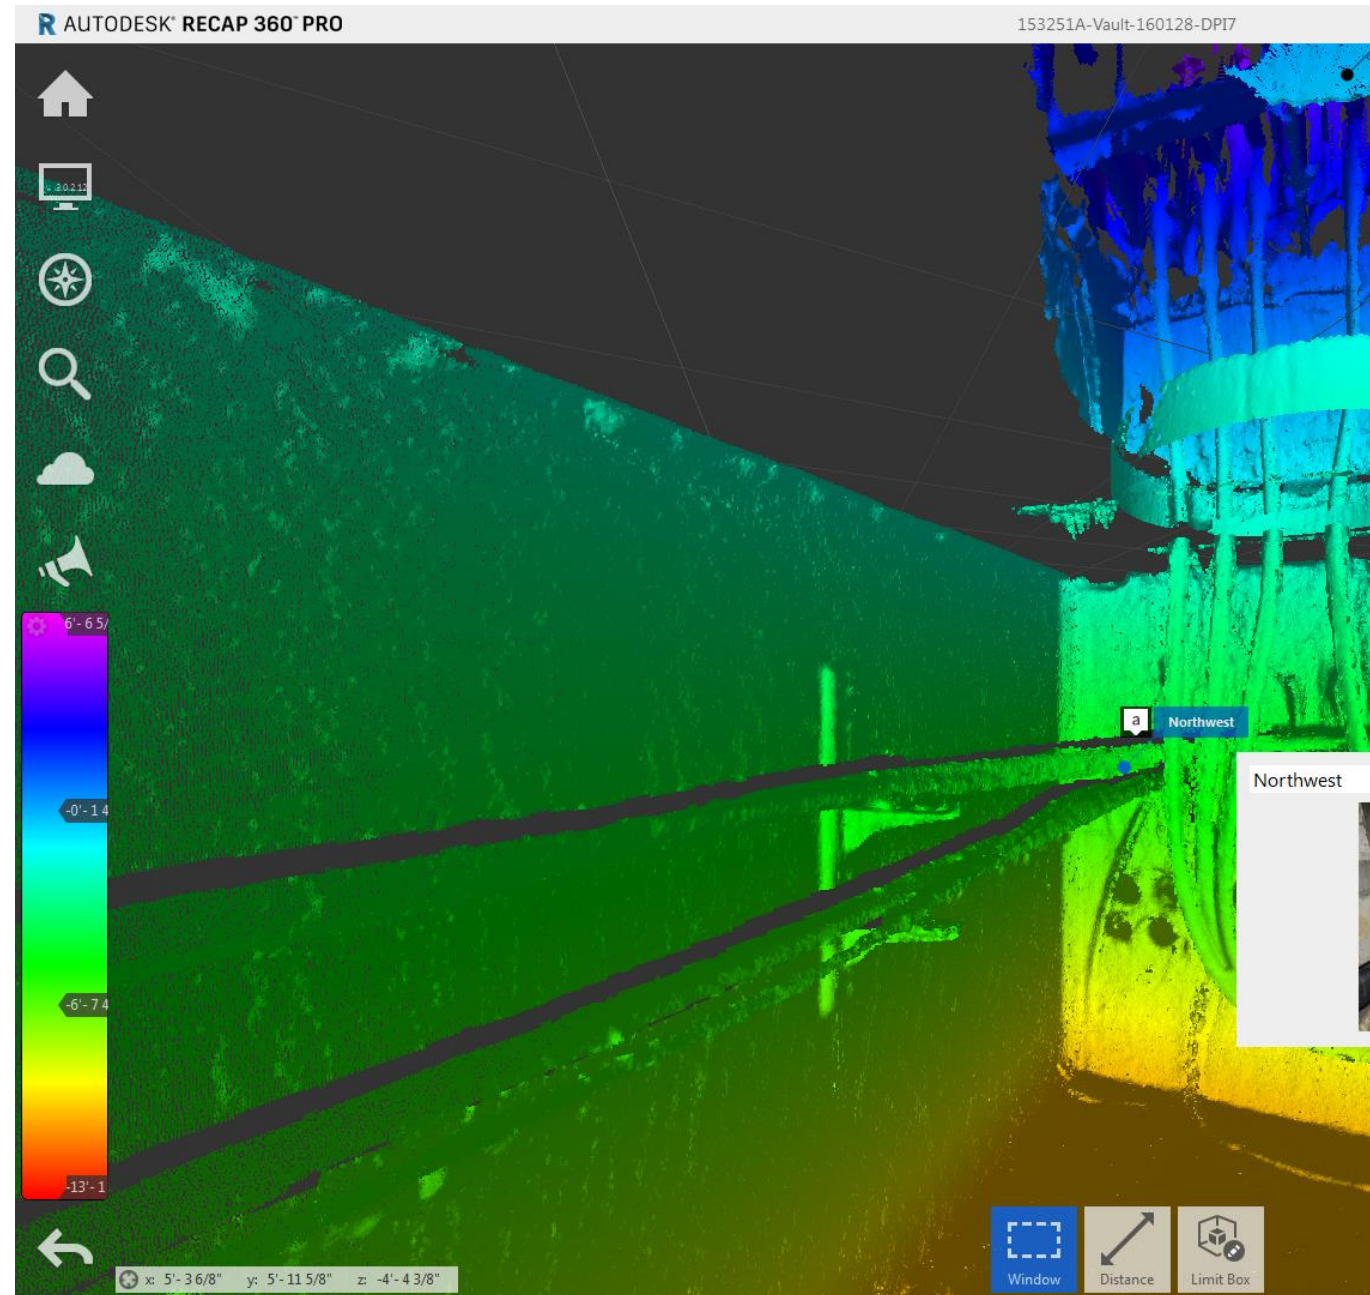 AUTODESK® RECAP 360™ PRO
153251A-Vault-160128-DPI7
6'- 6 5/
-0'- 1 4
-6'- 7 4
-13'- 1
a
Northwest
Northwest
x: 5'- 3 6/8" y: 5'- 11 5/8" z: -4'- 4 3/8"
Window
Distance
Limit Box